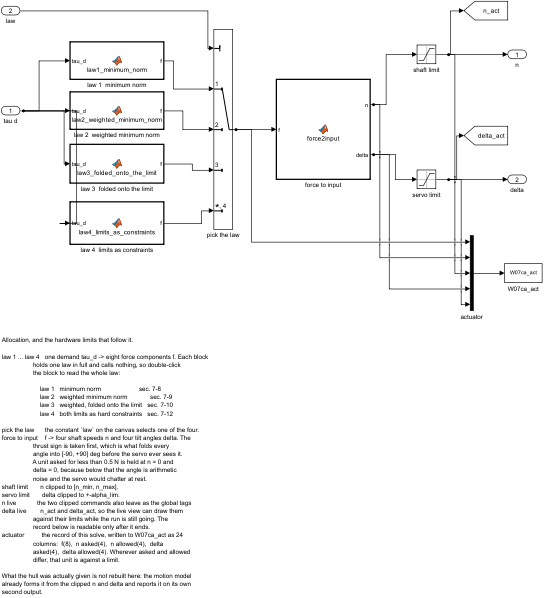 2
law
n_act
tau_d
f
law1_minimum_norm
law 1 minimum norm
shaft limit
1
n
1
tau d
1
tau_d
f
law2_weighted_minimum_norm
law 2 weighted minimum norm
2
f
n
force2input
delta
force to input
delta_act
tau_d
f
law3_folded_onto_the_limit
law 3 folded onto the limit
3
servo limit
2
delta
tau_d
f
law4_limits_as_constraints
law 4 limits as constraints
*, 4
pick the law
W07ca_act
W07ca_act
actuator
Allocation, and the hardware limits that follow it.
law 1 ... law 4 one demand tau_d -> eight force components f. Each block
holds one law in full and calls nothing, so double-click
the block to read the whole law:
law 1 minimum norm sec. 7-8
law 2 weighted minimum norm sec. 7-9
law 3 weighted, folded onto the limit sec. 7-10
law 4 both limits as hard constraints sec. 7-12
pick the law the constant 'law' on the canvas selects one of the four.
force to input f -> four shaft speeds n and four tilt angles delta. The
thrust sign is taken first, which is what folds every
angle into [-90, +90] deg before the servo ever sees it.
A unit asked for less than 0.5 N is held at n = 0 and
delta = 0, because below that the angle is arithmetic
noise and the servo would chatter at rest.
shaft limit n clipped to [n_min, n_max].
servo limit delta clipped to +-alpha_lim.
n live the two clipped commands also leave as the global tags
delta live n_act and delta_act, so the live view can draw them
against their limits while the run is still going. The
record below is readable only after it ends.
actuator the record of this solve, written to W07ca_act as 24
columns: f(8), n asked(4), n allowed(4), delta
asked(4), delta allowed(4). Wherever asked and allowed
differ, that unit is against a limit.
What the hull was actually given is not rebuilt here: the motion model
already forms it from the clipped n and delta and reports it on its own
second output.